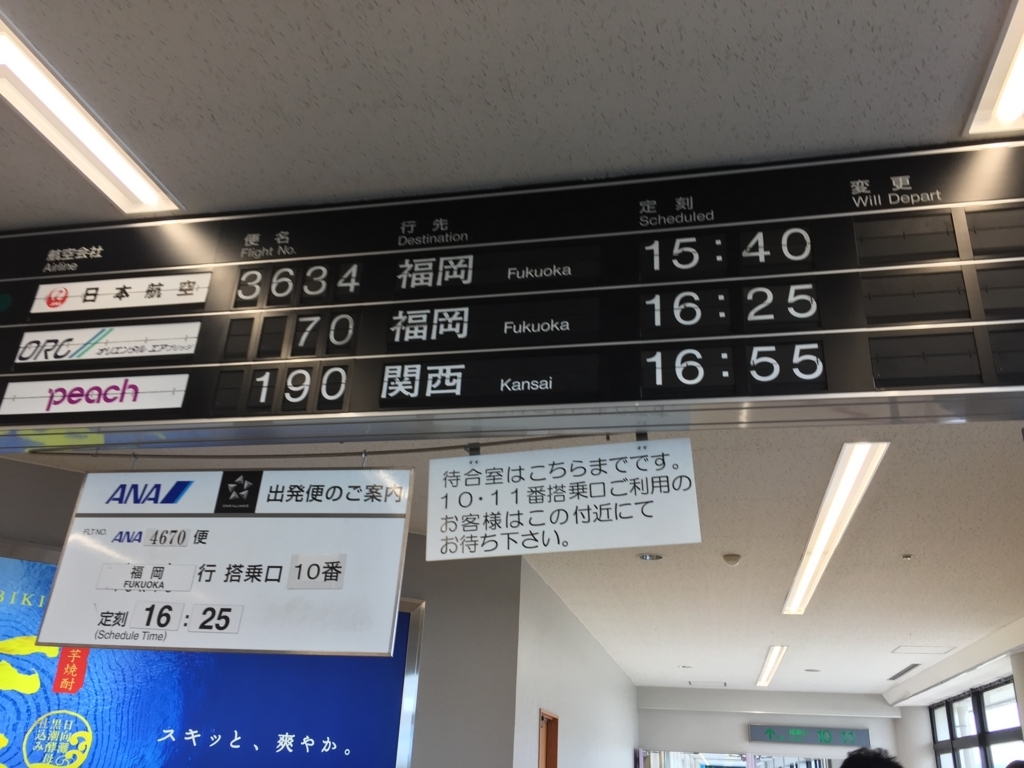 航空会社 便名 行先 定刻 変更
Airline Flight No. Destination Scheduled Will Depart
日本航空 3634 福岡 Fukuoka 15:40
ORC オリエンタル エアブリッジ 70 福岡 Fukuoka 16:25
peach 190 関西 Kansai 16:55
ANA 出発便のご案内
FLT NO. ANA 4670 便
福岡 行 搭乗口 10番
FUKUOKA
定刻 16:25
(Schedule Time)
待合室はこちらまでです。
10・11番搭乗口ご利用の
お客様はこの付近にて
お待ち下さい。
芋焼酎
スキッと、爽やか。